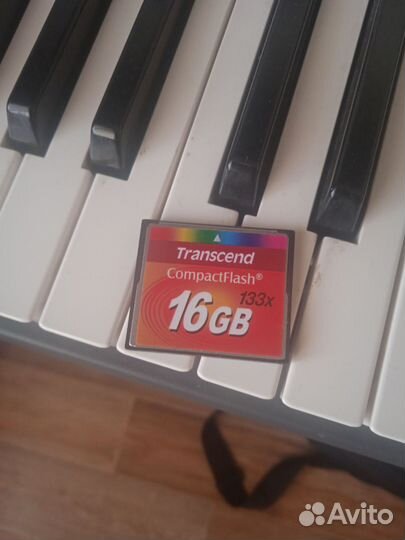 Transcend
CompactFlash®
133x
16GB
Avito